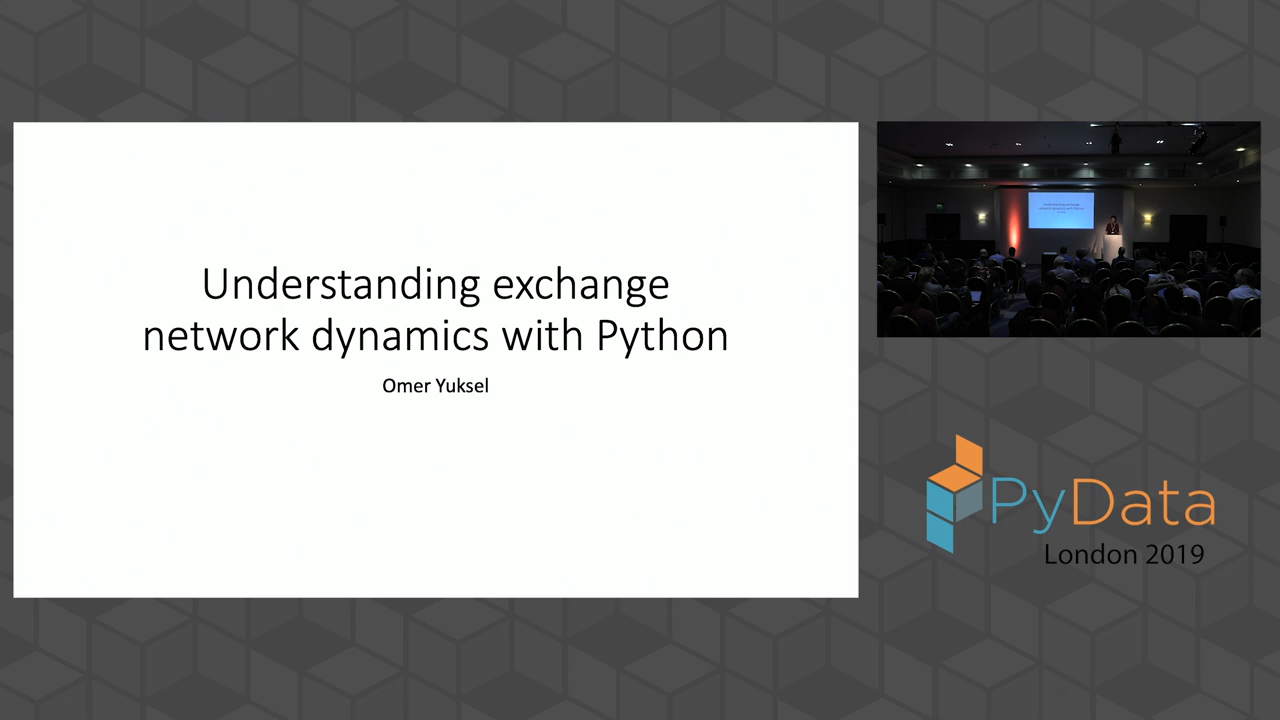 Understanding exchange
network dynamics with Python
Omer Yuksel
PyData
London 2019